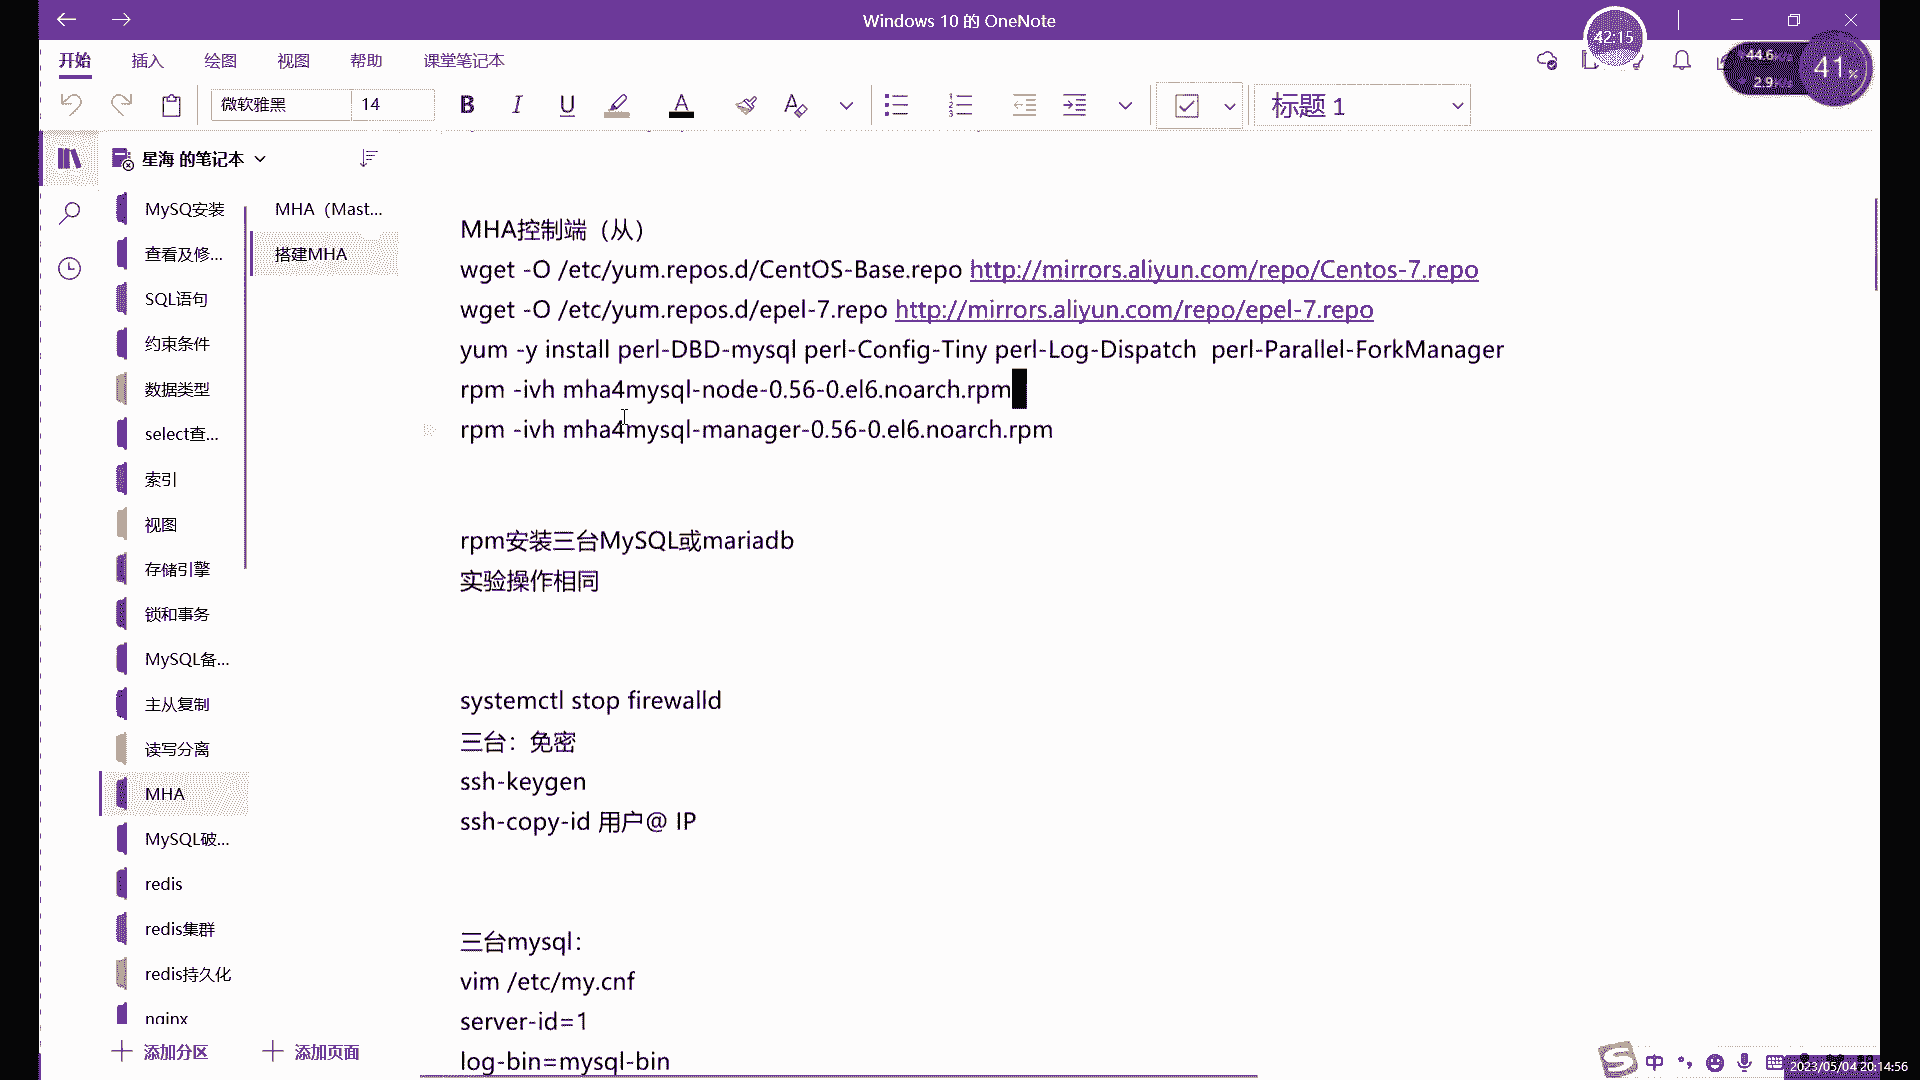 Windows 10 的 OneNote
42:15
开始 插入 绘图 视图 帮助 课堂笔记本
44.6
2.9
41%
微软雅黑 14 B I U A 标题 1
星海 的笔记本
MySQ安装
查看及修...
SQL语句
约束条件
数据类型
select查...
索引
视图
存储引擎
锁和事务
MySQL备...
主从复制
读写分离
MHA
MySQL破...
redis
redis集群
redis持久化
nginx
添加分区
MHA（Mast...
搭建MHA
添加页面
MHA控制端（从）
wget -O /etc/yum.repos.d/CentOS-Base.repo http://mirrors.aliyun.com/repo/Centos-7.repo
wget -O /etc/yum.repos.d/epel-7.repo http://mirrors.aliyun.com/repo/epel-7.repo
yum -y install perl-DBD-mysql perl-Config-Tiny perl-Log-Dispatch  perl-Parallel-ForkManager
rpm -ivh mha4mysql-node-0.56-0.el6.noarch.rpm
rpm -ivh mha4mysql-manager-0.56-0.el6.noarch.rpm
rpm安装三台MySQL或mariadb
实验操作相同
systemctl stop firewalld
三台：免密
ssh-keygen
ssh-copy-id 用户@ IP
三台mysql：
vim /etc/my.cnf
server-id=1
log-bin=mysql-bin
中
2023/05/04 20:14:56